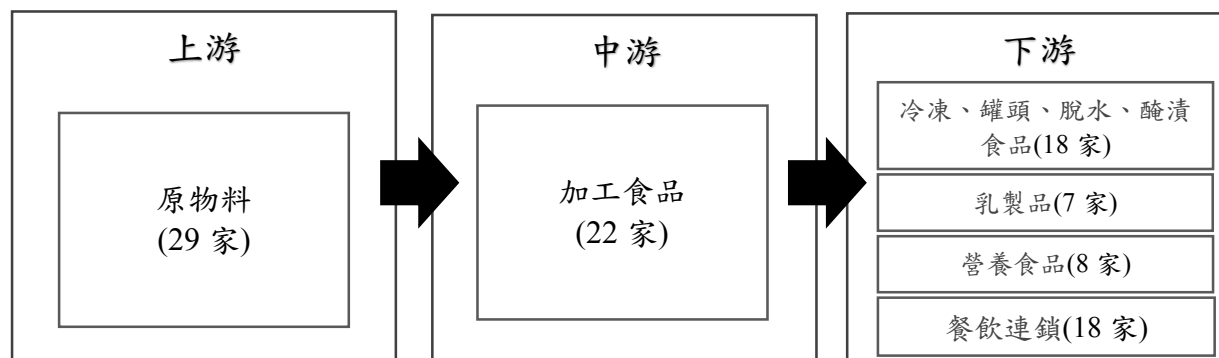 上游
原物料
(29 家)
中游
加工食品
(22 家)
下游
冷凍、罐頭、脫水、醃漬
食品(18 家)
乳製品(7 家)
營養食品(8 家)
餐飲連鎖(18 家)